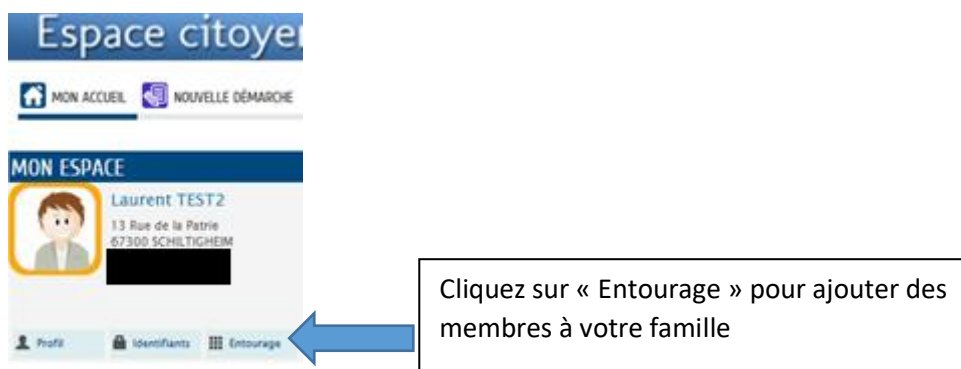 Espace citoye
MON ACCUEIL NOUVELLE DÉMARCHE
MON ESPACE
Laurent TEST2
13 Rue de la Patrie
67300 SCHILTIGHEIM
Cliquez sur « Entourage » pour ajouter des
membres à votre famille
Profil Identifiants Entourage